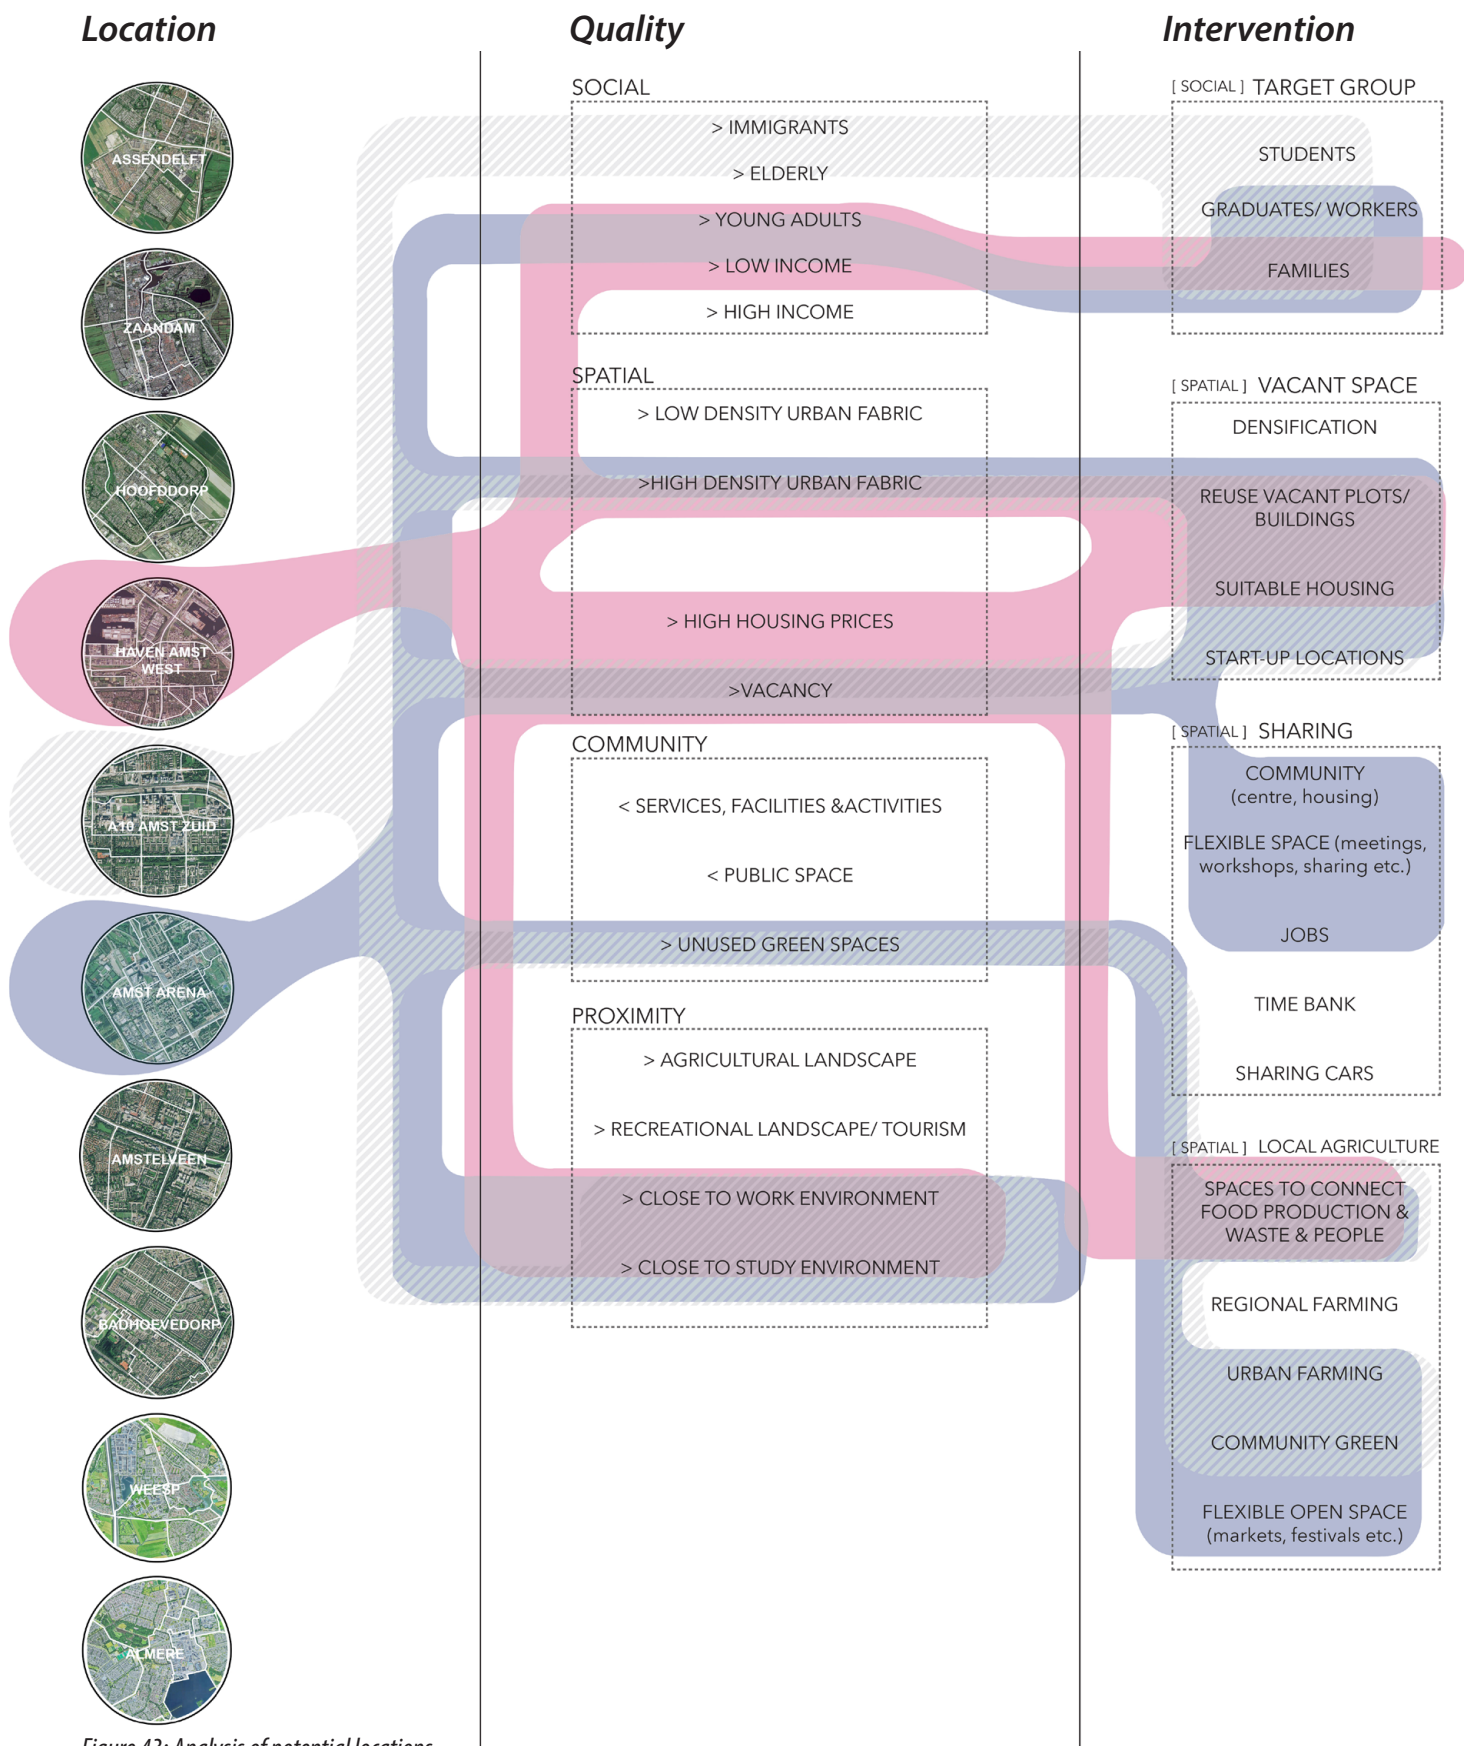 Location
Quality
Intervention
ASSENDELFT
ZAANDAM
HOOFDDORP
HAVEN AMST
WEST
A10 AMST ZUID
AMST ARENA
AMSTELVEEN
BADHOEVEDORP
WEESP
ALMERE
Figure 42: Analysis of potential locations
SOCIAL
> IMMIGRANTS
> ELDERLY
> YOUNG ADULTS
> LOW INCOME
> HIGH INCOME
SPATIAL
> LOW DENSITY URBAN FABRIC
>HIGH DENSITY URBAN FABRIC
> HIGH HOUSING PRICES
>VACANCY
COMMUNITY
< SERVICES, FACILITIES &ACTIVITIES
< PUBLIC SPACE
> UNUSED GREEN SPACES
PROXIMITY
> AGRICULTURAL LANDSCAPE
> RECREATIONAL LANDSCAPE/ TOURISM
> CLOSE TO WORK ENVIRONMENT
> CLOSE TO STUDY ENVIRONMENT
[ SOCIAL ] TARGET GROUP
STUDENTS
GRADUATES/ WORKERS
FAMILIES
[ SPATIAL ] VACANT SPACE
DENSIFICATION
REUSE VACANT PLOTS/
BUILDINGS
SUITABLE HOUSING
START-UP LOCATIONS
[ SPATIAL ] SHARING
COMMUNITY
(centre, housing)
FLEXIBLE SPACE (meetings,
workshops, sharing etc.)
JOBS
TIME BANK
SHARING CARS
[ SPATIAL ] LOCAL AGRICULTURE
SPACES TO CONNECT
FOOD PRODUCTION &
WASTE & PEOPLE
REGIONAL FARMING
URBAN FARMING
COMMUNITY GREEN
FLEXIBLE OPEN SPACE
(markets, festivals etc.)